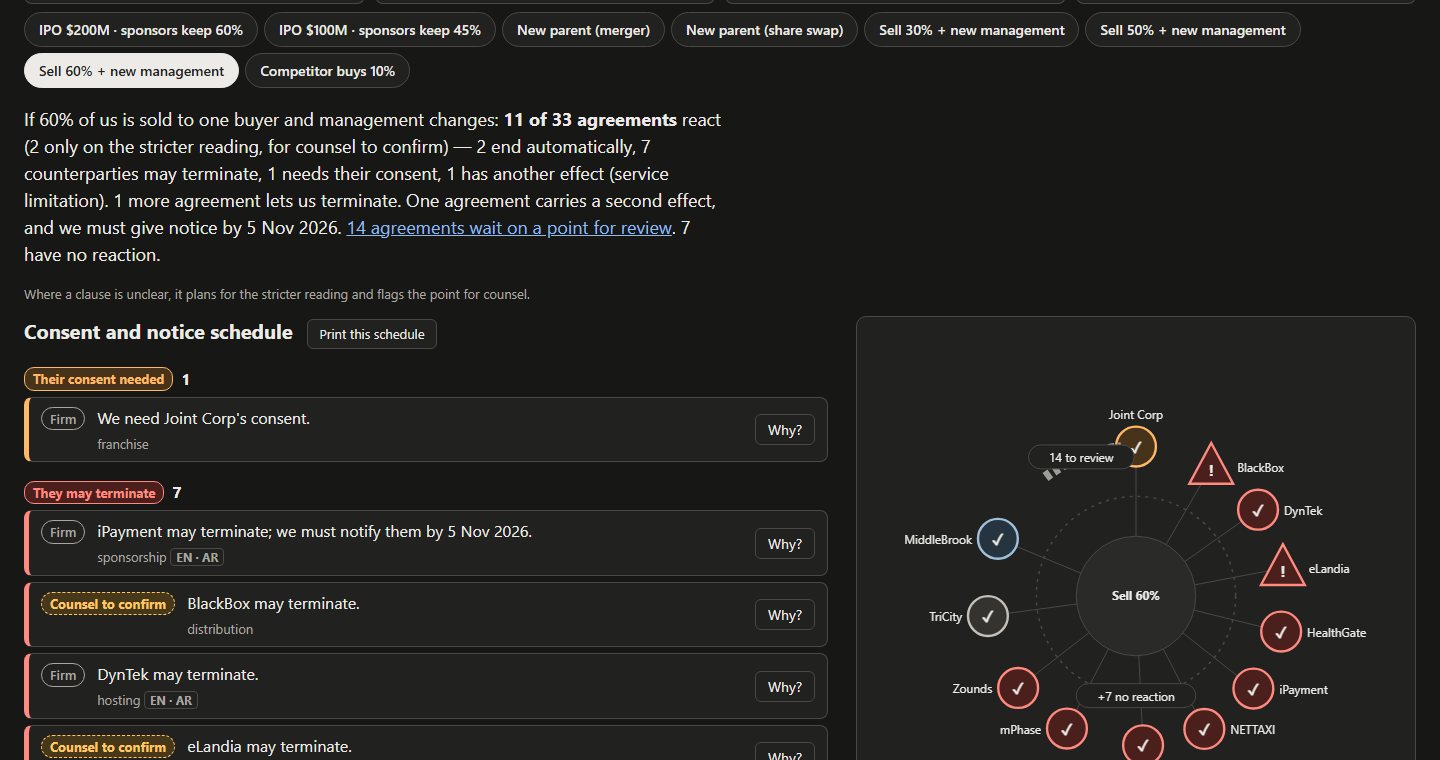 IPO $200M · sponsors keep 60%
IPO $100M · sponsors keep 45%
New parent (merger)
New parent (share swap)
Sell 30% + new management
Sell 50% + new management
Sell 60% + new management
Competitor buys 10%
If 60% of us is sold to one buyer and management changes: 11 of 33 agreements react
(2 only on the stricter reading, for counsel to confirm) — 2 end automatically, 7
counterparties may terminate, 1 needs their consent, 1 has another effect (service
limitation). 1 more agreement lets us terminate. One agreement carries a second effect,
and we must give notice by 5 Nov 2026. 14 agreements wait on a point for review. 7
have no reaction.
Where a clause is unclear, it plans for the stricter reading and flags the point for counsel.
Consent and notice schedule
Print this schedule
Their consent needed 1
Firm
We need Joint Corp's consent.
franchise
Why?
They may terminate 7
Firm
iPayment may terminate; we must notify them by 5 Nov 2026.
sponsorship EN · AR
Why?
Counsel to confirm
BlackBox may terminate.
distribution
Why?
Firm
DynTek may terminate.
hosting EN · AR
Why?
Counsel to confirm
eLandia may terminate.
Why?
Joint Corp
14 to review
BlackBox
DynTek
MiddleBrook
eLandia
Sell 60%
TriCity
HealthGate
Zounds
+7 no reaction
iPayment
mPhase
NETTAXI